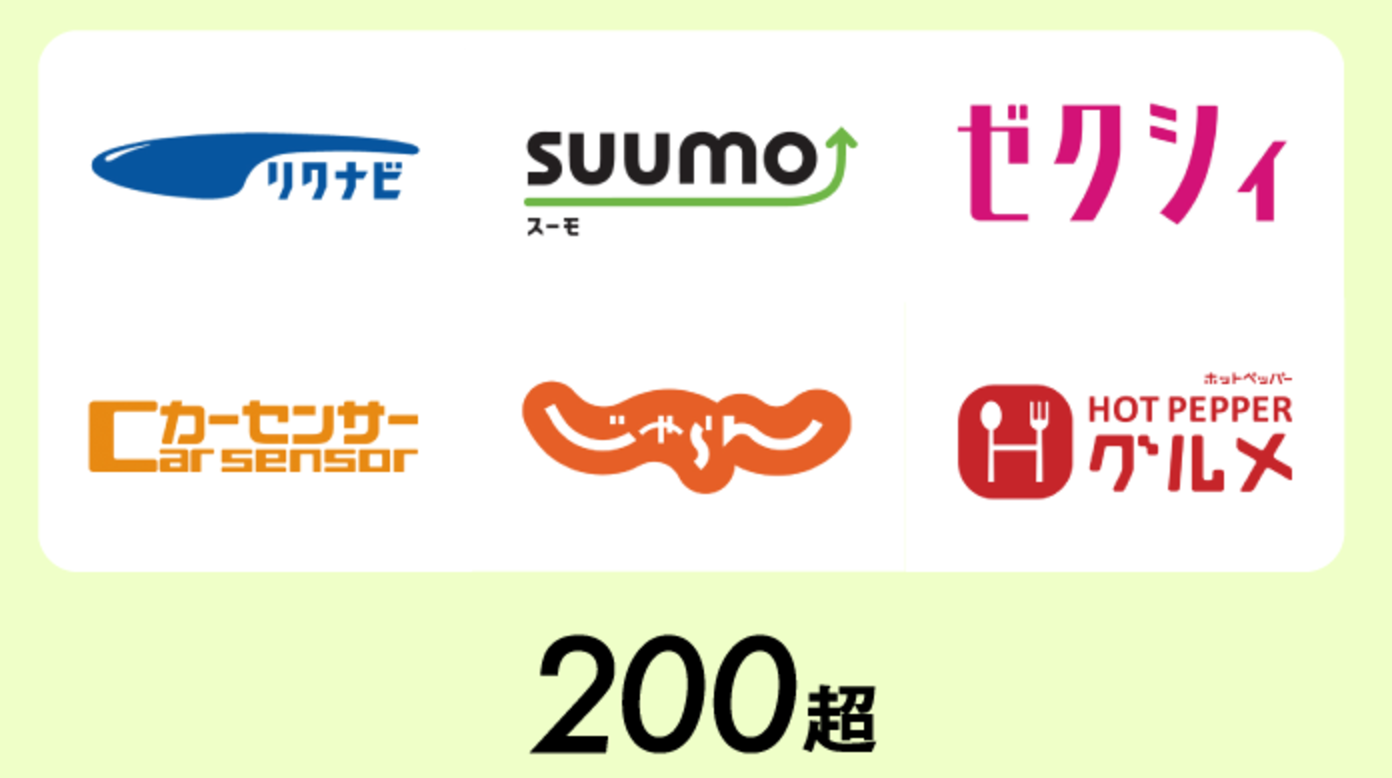 リクナビ
suumo
スーモ
ゼクシィ
カーセンサー
Car sensor
じゃらん
ホットペッパー
HOT PEPPER
グルメ
200超